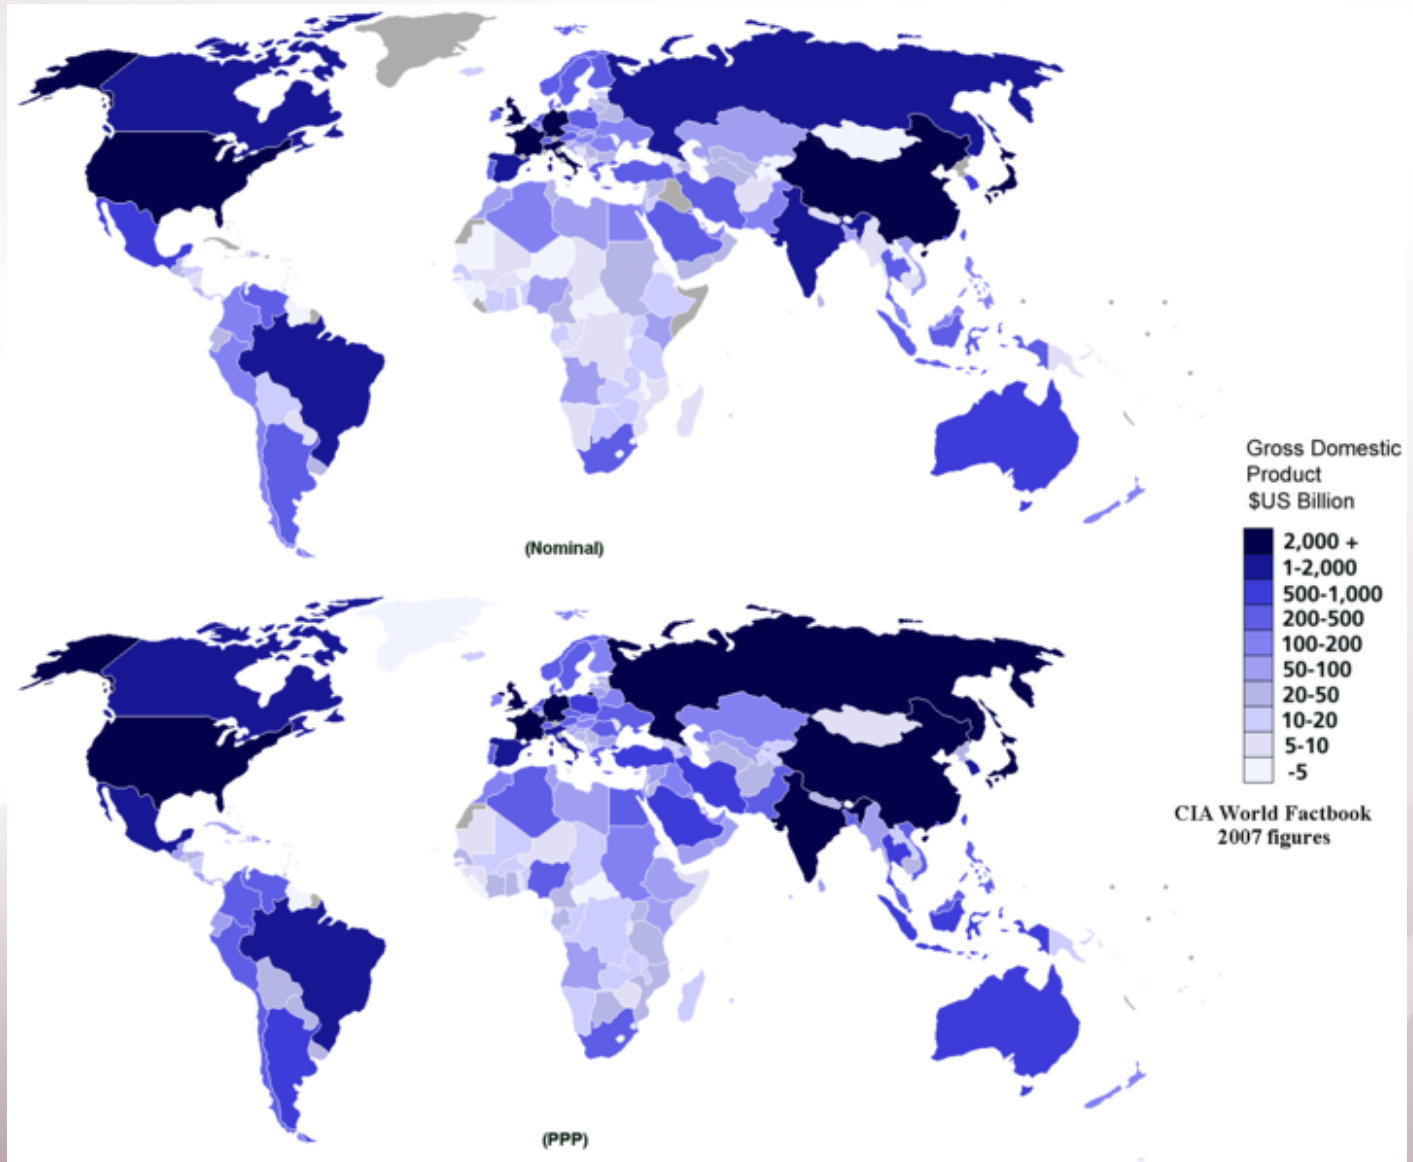 (Nominal)
Gross Domestic
Product
$US Billion
2,000 +
1-2,000
500-1,000
200-500
100-200
50-100
20-50
10-20
5-10
-5
CIA World Factbook
2007 figures
(PPP)